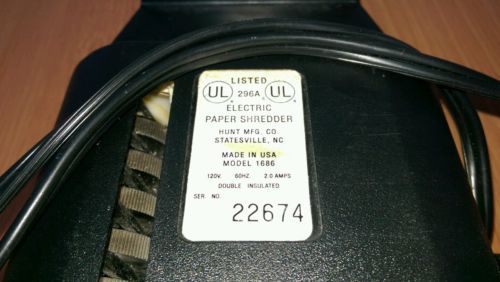 LISTED
UL 296A UL
ELECTRIC
PAPER SHREDDER
HUNT MFG. CO.
STATESVILLE, NC
MADE IN USA
MODEL 1686
120V. 60HZ. 2.0 AMPS
DOUBLE INSULATED
SER. NO.
22674